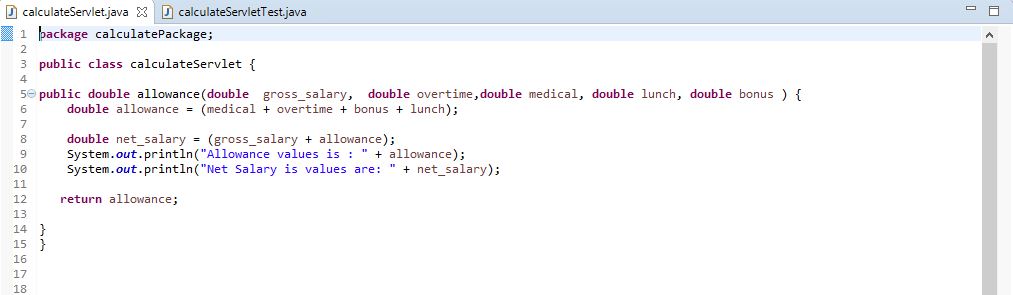 calculateServlet.java calculateServletTest.java
1 package calculatePackage;
2
3 public class calculateServlet {
4
5 public double allowance(double  gross_salary,  double overtime,double medical, double lunch, double bonus ) {
6     double allowance = (medical + overtime + bonus + lunch);
7
8     double net_salary = (gross_salary + allowance);
9     System.out.println("Allowance values is : " + allowance);
10     System.out.println("Net Salary is values are: " + net_salary);
11
12    return allowance;
13
14 }
15 }
16
17
18